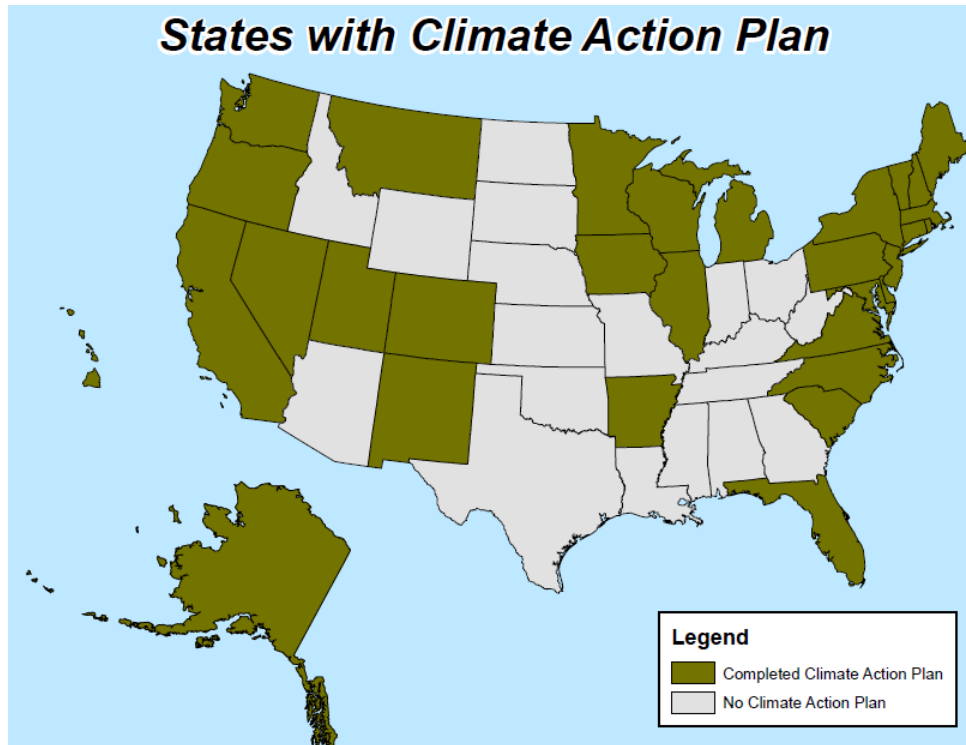 States with Climate Action Plan
Legend
Completed Climate Action Plan
No Climate Action Plan